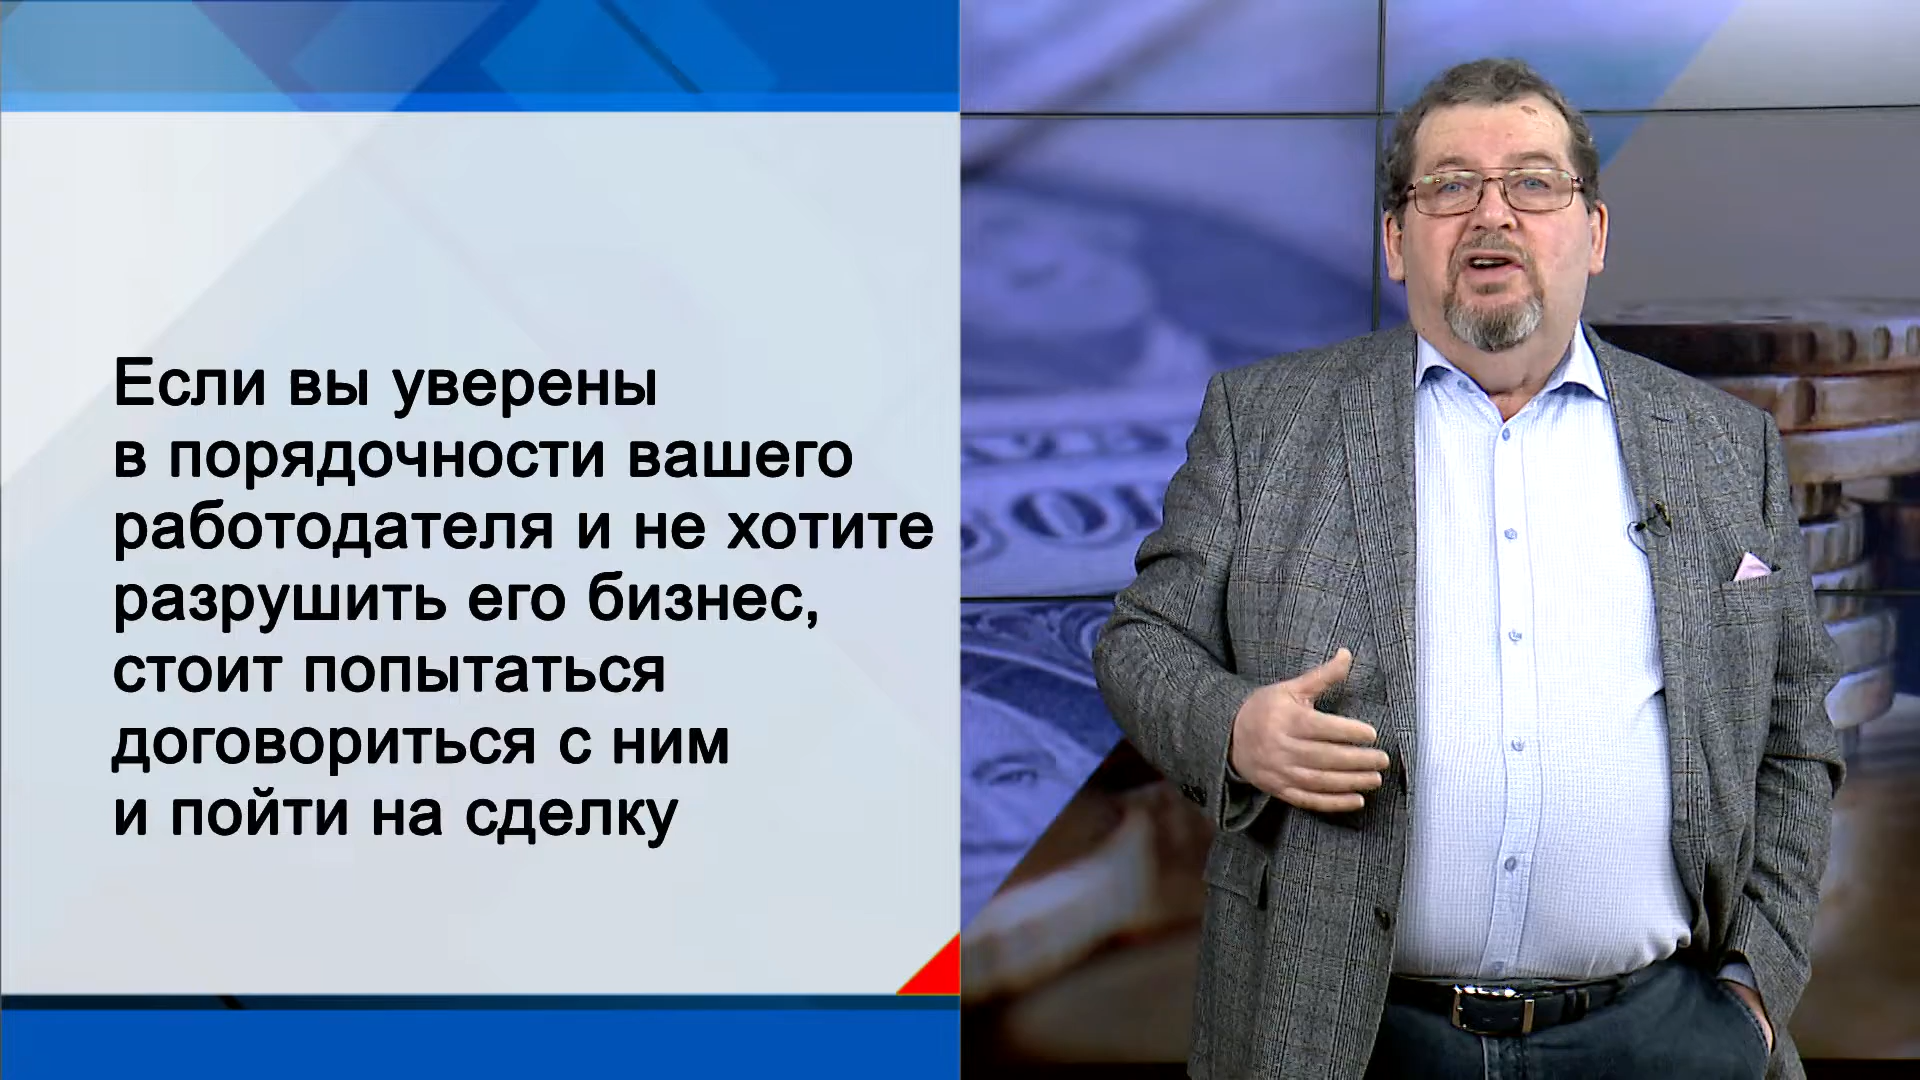 Если вы уверены
в порядочности вашего
работодателя и не хотите
разрушить его бизнес,
стоит попытаться
договориться с ним
и пойти на сделку